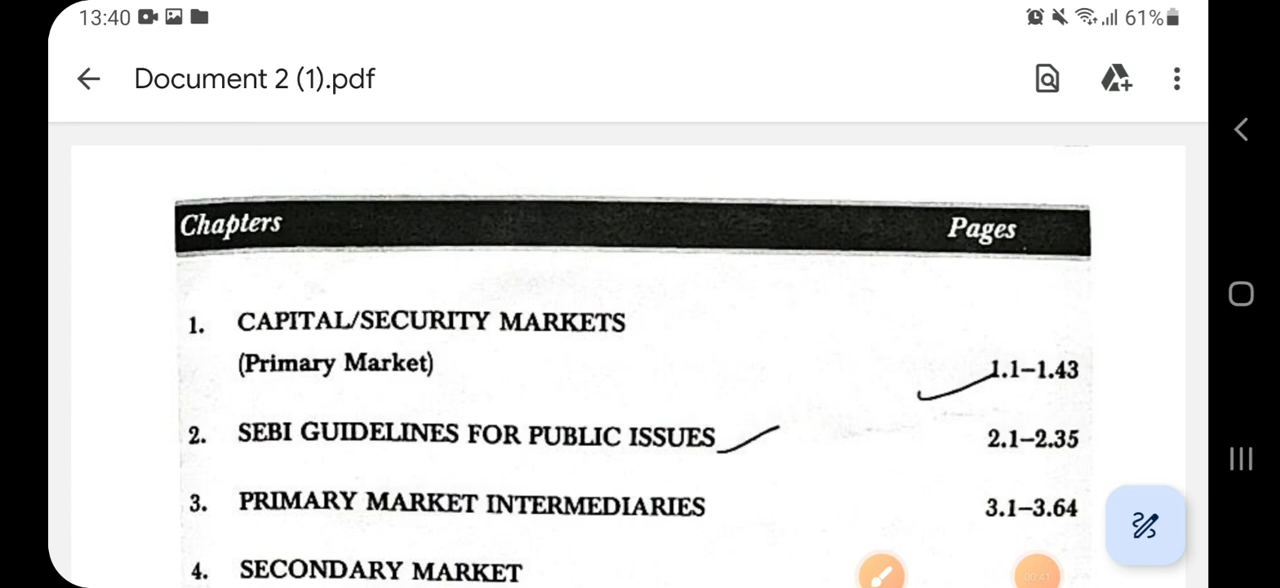 13:40 61%
Document 2 (1).pdf
Chapters Pages
1. CAPITAL/SECURITY MARKETS
(Primary Market) 1.1–1.43
2. SEBI GUIDELINES FOR PUBLIC ISSUES 2.1–2.35
3. PRIMARY MARKET INTERMEDIARIES 3.1–3.64
4. SECONDARY MARKET
00:41